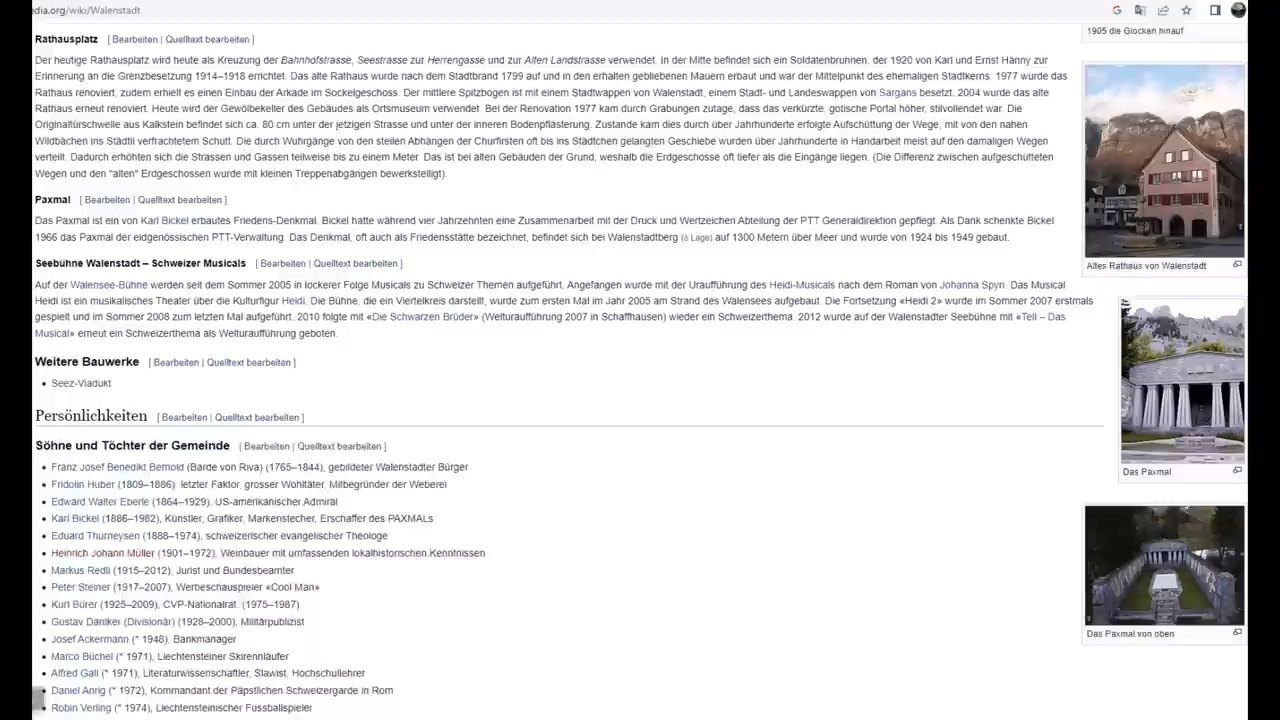 edia.org/wiki/Walenstadt
Rathausplatz [ Bearbeiten | Quelltext bearbeiten ]
Der heutige Rathausplatz wird heute als Kreuzung der Bahnhofstrasse, Seestrasse zur Herrengasse und zur Alten Landstrasse verwendet. In der Mitte befindet sich ein Soldatenbrunnen, der 1920 von Karl und Ernst Hänny zur
Erinnerung an die Grenzbesetzung 1914–1918 errichtet. Das alte Rathaus wurde nach dem Stadtbrand 1799 auf und in den erhalten gebliebenen Mauern erbaut und war der Mittelpunkt des ehemaligen Stadtkerns. 1977 wurde das
Rathaus renoviert, zudem erhielt es einen Einbau der Arkade im Sockelgeschoss. Der mittlere Spitzbogen ist mit einem Stadtwappen von Walenstadt, einem Stadt- und Landeswappen von Sargans besetzt. 2004 wurde das alte
Rathaus erneut renoviert. Heute wird der Gewölbekeller des Gebäudes als Ortsmuseum verwendet. Bei der Renovation 1977 kam durch Grabungen zutage, dass das verkürzte, gotische Portal höher, stilvollendet war. Die
Originaltürschwelle aus Kalkstein befindet sich ca. 80 cm unter der jetzigen Strasse und unter der inneren Bodenpflästerung. Zustande kam dies durch über Jahrhunderte erfolgte Aufschüttung der Wege, mit von den nahen
Wildbächen ins Städtli verfrachtetem Schutt. Die durch Wuhrgänge von den steilen Abhängen der Churfirsten oft bis ins Städtchen gelangten Geschiebe wurden über Jahrhunderte in Handarbeit meist auf den damaligen Wegen
verteilt. Dadurch erhöhten sich die Strassen und Gassen teilweise bis zu einem Meter. Das ist bei alten Gebäuden der Grund, weshalb die Erdgeschosse oft tiefer als die Eingänge liegen. (Die Differenz zwischen aufgeschütteten
Wegen und den "alten" Erdgeschossen wurde mit kleinen Treppenabgängen bewerkstelligt).
Paxmal [ Bearbeiten | Quelltext bearbeiten ]
Das Paxmal ist ein von Karl Bickel erbautes Friedens-Denkmal. Bickel hatte während vier Jahrzehnten eine Zusammenarbeit mit der Druck und Wertzeichen Abteilung der PTT Generaldirektion gepflegt. Als Dank schenkte Bickel
1966 das Paxmal der eidgenössischen PTT-Verwaltung. Das Denkmal, oft auch als Friedensstätte bezeichnet, befindet sich bei Walenstadtberg (⌂ Lage) auf 1300 Metern über Meer und wurde von 1924 bis 1949 gebaut.
Seebühne Walenstadt – Schweizer Musicals [ Bearbeiten | Quelltext bearbeiten ]
Auf der Walensee-Bühne werden seit dem Sommer 2005 in lockerer Folge Musicals zu Schweizer Themen aufgeführt. Angefangen wurde mit der Uraufführung des Heidi-Musicals nach dem Roman von Johanna Spyri. Das Musical
Heidi ist ein musikalisches Theater über die Kulturfigur Heidi. Die Bühne, die ein Viertelkreis darstellt, wurde zum ersten Mal im Jahr 2005 am Strand des Walensees aufgebaut. Die Fortsetzung «Heidi 2» wurde im Sommer 2007 erstmals
gespielt und im Sommer 2008 zum letzten Mal aufgeführt. 2010 folgte mit «Die Schwarzen Brüder» (Welturaufführung 2007 in Schaffhausen) wieder ein Schweizerthema. 2012 wurde auf der Walenstadter Seebühne mit «Tell – Das
Musical» erneut ein Schweizerthema als Welturaufführung geboten.
Weitere Bauwerke [ Bearbeiten | Quelltext bearbeiten ]
• Seez-Viadukt
Persönlichkeiten [ Bearbeiten | Quelltext bearbeiten ]
Söhne und Töchter der Gemeinde [ Bearbeiten | Quelltext bearbeiten ]
• Franz Josef Benedikt Bernold (Barde von Riva) (1765–1844), gebildeter Walenstadter Bürger
• Fridolin Huber (1809–1886) letzter Faktor, grosser Wohltäter, Mitbegründer der Weberei
• Edward Walter Eberle (1864–1929), US-amerikanischer Admiral
• Karl Bickel (1886–1982), Künstler, Grafiker, Markenstecher, Erschaffer des PAXMALs
• Eduard Thurneysen (1888–1974), schweizerischer evangelischer Theologe
• Heinrich Johann Müller (1901–1972), Weinbauer mit umfassenden lokalhistorischen Kenntnissen
• Markus Redli (1915–2012), Jurist und Bundesbeamter
• Peter Steiner (1917–2007), Werbeschauspieler «Cool Man»
• Kurt Bürer (1925–2009), CVP-Nationalrat. (1975–1987)
• Gustav Däniker (Divisionär) (1928–2000), Militärpublizist
• Josef Ackermann (* 1948), Bankmanager
• Marco Büchel (* 1971), Liechtensteiner Skirennläufer
• Alfred Gall (* 1971), Literaturwissenschaftler, Slawist, Hochschullehrer
• Daniel Anrig (* 1972), Kommandant der Päpstlichen Schweizergarde in Rom
• Robin Verling (* 1974), Liechtensteinischer Fussballspieler
1905 die Glocken hinauf
Altes Rathaus von Walenstadt
Das Paxmal
Das Paxmal von oben